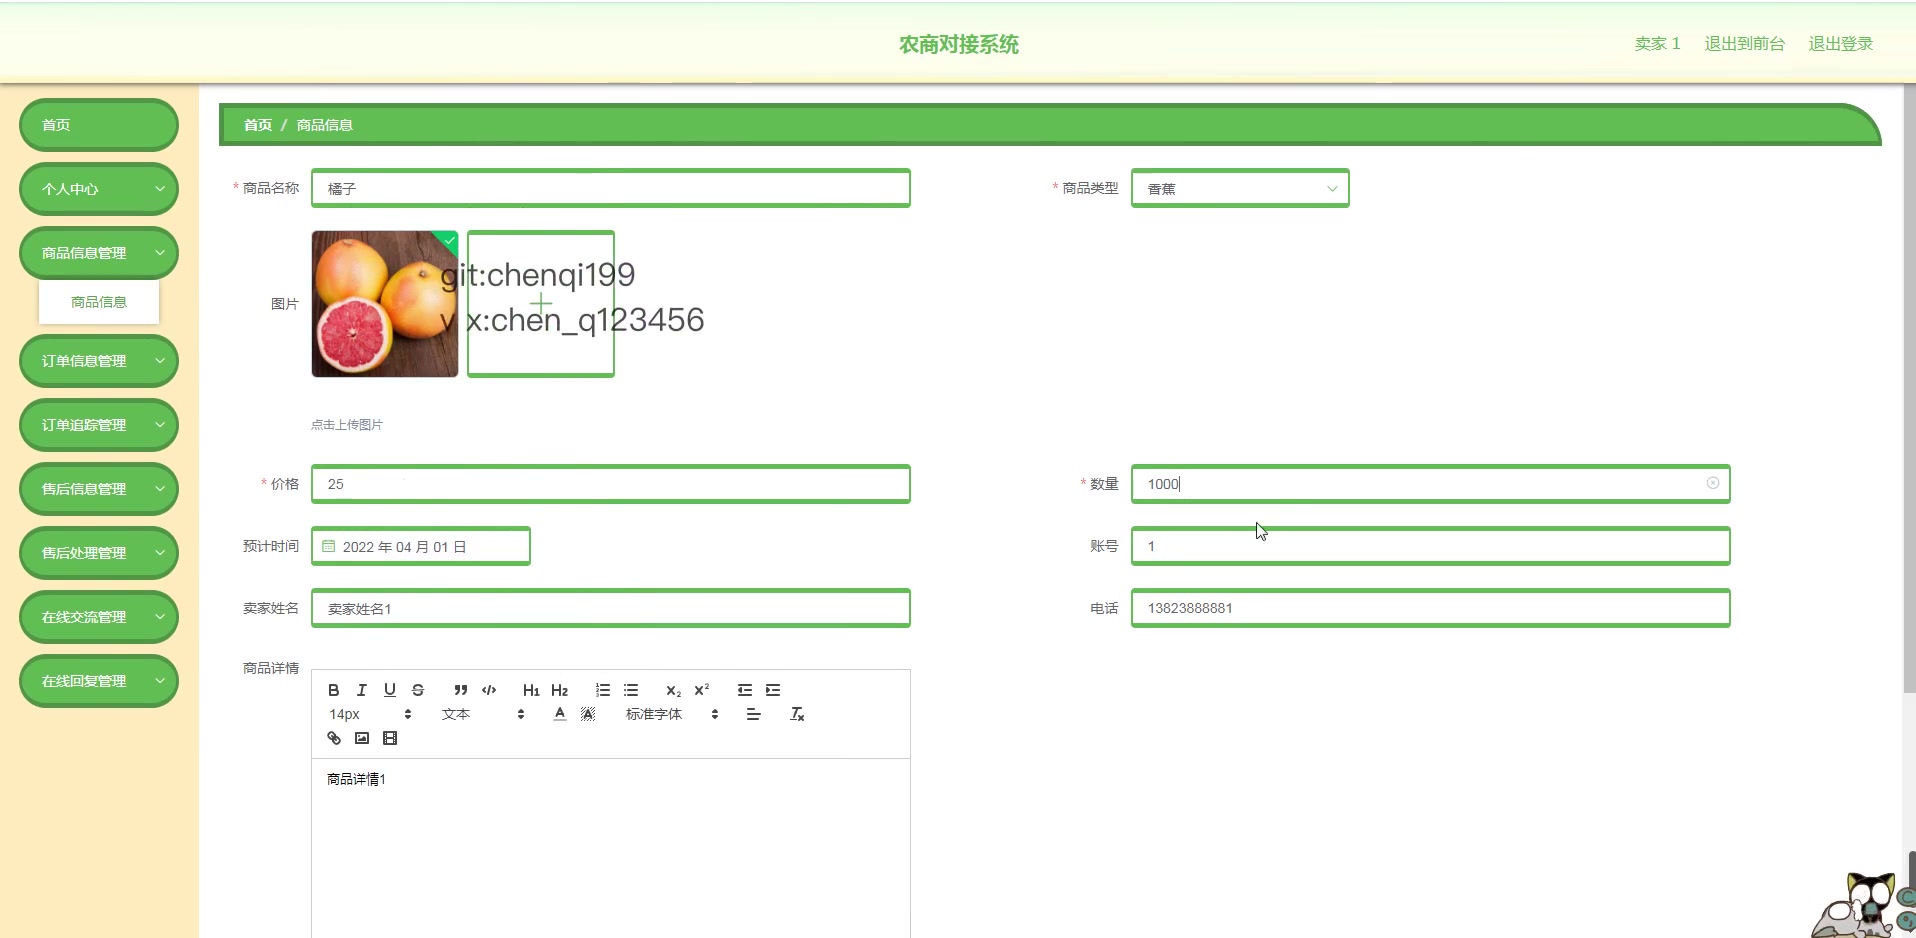 农商对接系统
卖家 1 退出到前台 退出登录
首页
个人中心
商品信息管理
商品信息
订单信息管理
订单追踪管理
售后信息管理
售后处理管理
在线交流管理
在线回复管理
首页 / 商品信息
* 商品名称 橘子
* 商品类型 香蕉
图片
git:chenqi199
v x:chen_q123456
点击上传图片
* 价格 25
* 数量 1000
预计时间 2022 年 04 月 01 日
账号 1
卖家姓名 卖家姓名1
电话 13823888881
商品详情
B I U S H1 H2 X2 X2
14px 文本 A A 标准字体 Tx
商品详情1